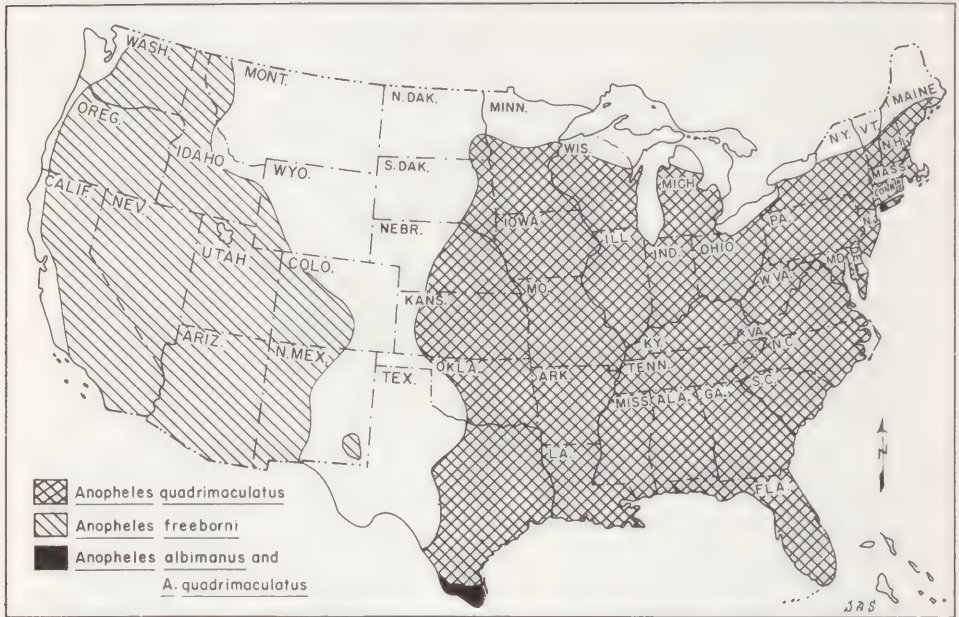 WASH
MONT.
N. DAK.
MINN.
MAINE
OREG.
N.Y.
VT.
N.H.
IDAHO
WYO.
S. DAK.
WIS.
MICH
MASS
CONN.
CALIF.
NEV.
NEBR.
IOWA
PA.
N.J.
UTAH
COLO.
ILL.
IND.
OHIO
MD.
DEL.
W.VA.
KANS.
MO.
VA.
ARIZ.
N. MEX.
KY.
N.C.
TEX.
OKLA.
ARK.
TENN.
S.C.
MISS.
ALA.
GA.
LA.
FLA.
N
Anopheles quadrimaculatus
Anopheles freeborni
Anopheles albimanus and
A. quadrimaculatus